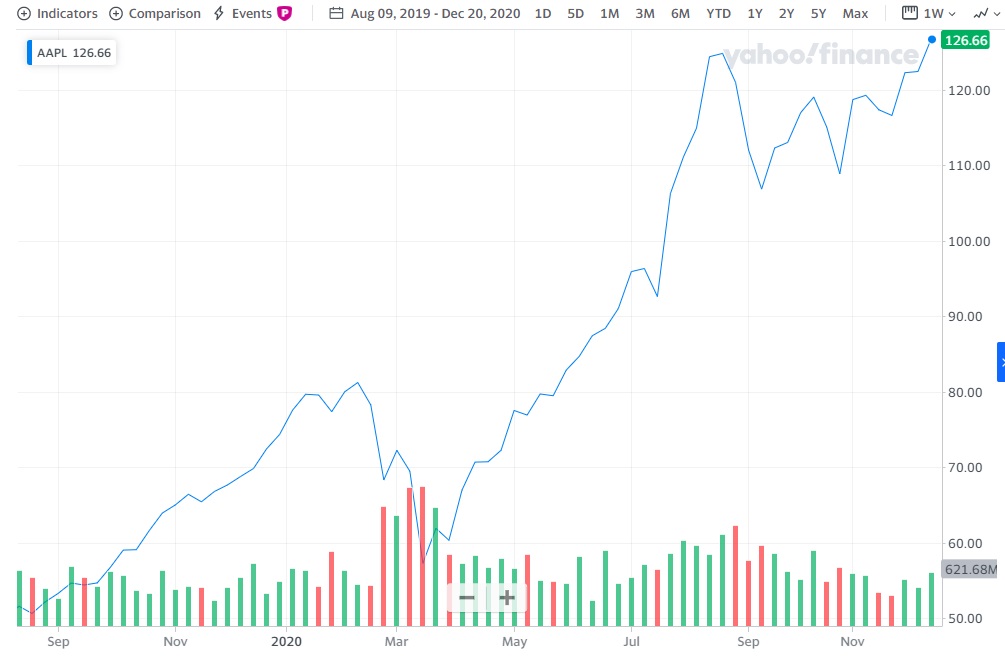 Indicators Comparison Events P Aug 09, 2019 - Dec 20, 2020 1D 5D 1M 3M 6M YTD 1Y 2Y 5Y Max 1W
AAPL 126.66
yahoo!finance
126.66
120.00
110.00
100.00
90.00
80.00
70.00
60.00
621.68M
50.00
Sep Nov 2020 Mar May Jul Sep Nov